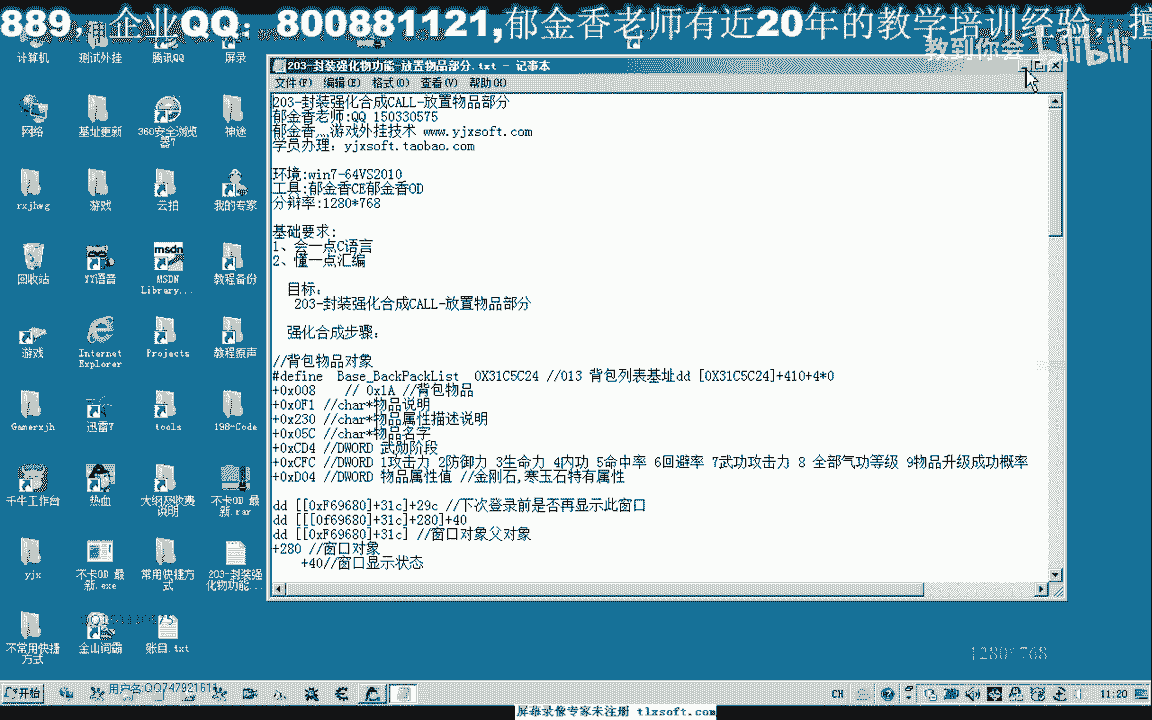 889,
企业QQ：800881121,郁金香老师有近20年的教学培训经验，擅
教到你会 bilibili
计算机
测试外挂
腾讯QQ
屏录
网络
基址更新
360安全浏览器7
神途
rxjhwg
游戏
云拍
我的专家
回收站
YY语音
MSDN Library...
教程备份
游戏
Internet Explorer
Projects
教程原声
Gamerxjh
迅雷7
tools
198-Code
千牛工作台
热血
大纲及收费说明
不卡OD 最新.rar
yjx
不卡OD 最新.exe
常用快捷方式
203-封装强化物功能...
不常用快捷方式
金山词霸
账目.txt
203-封装强化物功能-放置物品部分.txt - 记事本
文件(F) 编辑(E) 格式(O) 查看(V) 帮助(H)
203-封装强化合成CALL-放置物品部分
郁金香老师:QQ 150330575
郁金香灬游戏外挂技术 www.yjxsoft.com
学员办理：yjxsoft.taobao.com
环境:win7-64VS2010
工具:郁金香CE郁金香OD
分辩率:1280*768
基础要求:
1、会一点C语言
2、懂一点汇编
目标：
203-封装强化合成CALL-放置物品部分
强化合成步骤：
//背包物品对象
#define Base_BackPackList 0X31C5C24 //013 背包列表基址dd [0X31C5C24]+410+4*0
+0x008 // 0x1A //背包物品
+0x0F1 //char*物品说明
+0x230 //char*物品属性描述说明
+0x05C //char*物品名字
+0xCD4 //DWORD 武勋阶段
+0xCFC //DWORD 1攻击力 2防御力 3生命力 4内功 5命中率 6回避率 7武功攻击力 8 全部气功等级 9物品升级成功概率
+0xD04 //DWORD 物品属性值 //金刚石,寒玉石特有属性
dd [[0xF69680]+31c]+29c //下次登录前是否再显示此窗口
dd [[[0f69680]+31c]+280]+40
dd [[0xF69680]+31c] //窗口对象父对象
+280 //窗口对象
+40//窗口显示状态
1280*768
开始
用户名:QQ7479216
CH
11:20
屏幕录像专家未注册 tlxsoft.com